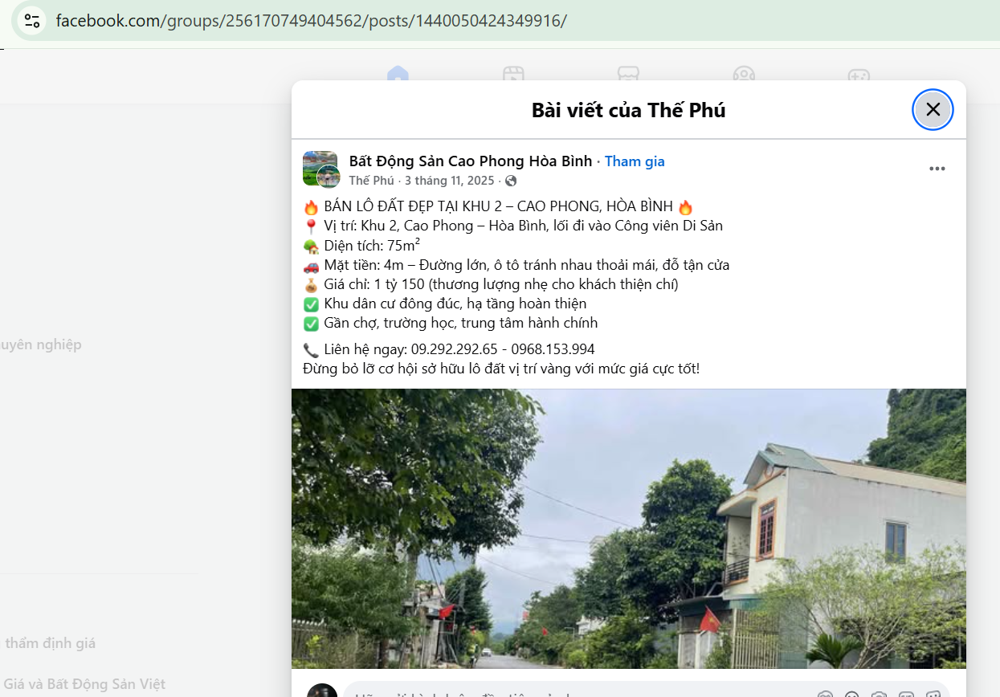 facebook.com/groups/256170749404562/posts/1440050424349916/
Bài viết của Thế Phú
Bất Động Sản Cao Phong Hòa Bình · Tham gia
Thế Phú · 3 tháng 11, 2025 ·
🔥 BÁN LÔ ĐẤT ĐẸP TẠI KHU 2 – CAO PHONG, HÒA BÌNH 🔥
📍 Vị trí: Khu 2, Cao Phong – Hòa Bình, lối đi vào Công viên Di Sản
🏡 Diện tích: 75m²
🚗 Mặt tiền: 4m – Đường lớn, ô tô tránh nhau thoải mái, đỗ tận cửa
💰 Giá chỉ: 1 tỷ 150 (thương lượng nhẹ cho khách thiện chí)
✅ Khu dân cư đông đúc, hạ tầng hoàn thiện
✅ Gần chợ, trường học, trung tâm hành chính
📞 Liên hệ ngay: 09.292.292.65 - 0968.153.994
Đừng bỏ lỡ cơ hội sở hữu lô đất vị trí vàng với mức giá cực tốt!
nghiệp
thẩm định giá
Giá và Bất Động Sản Việt